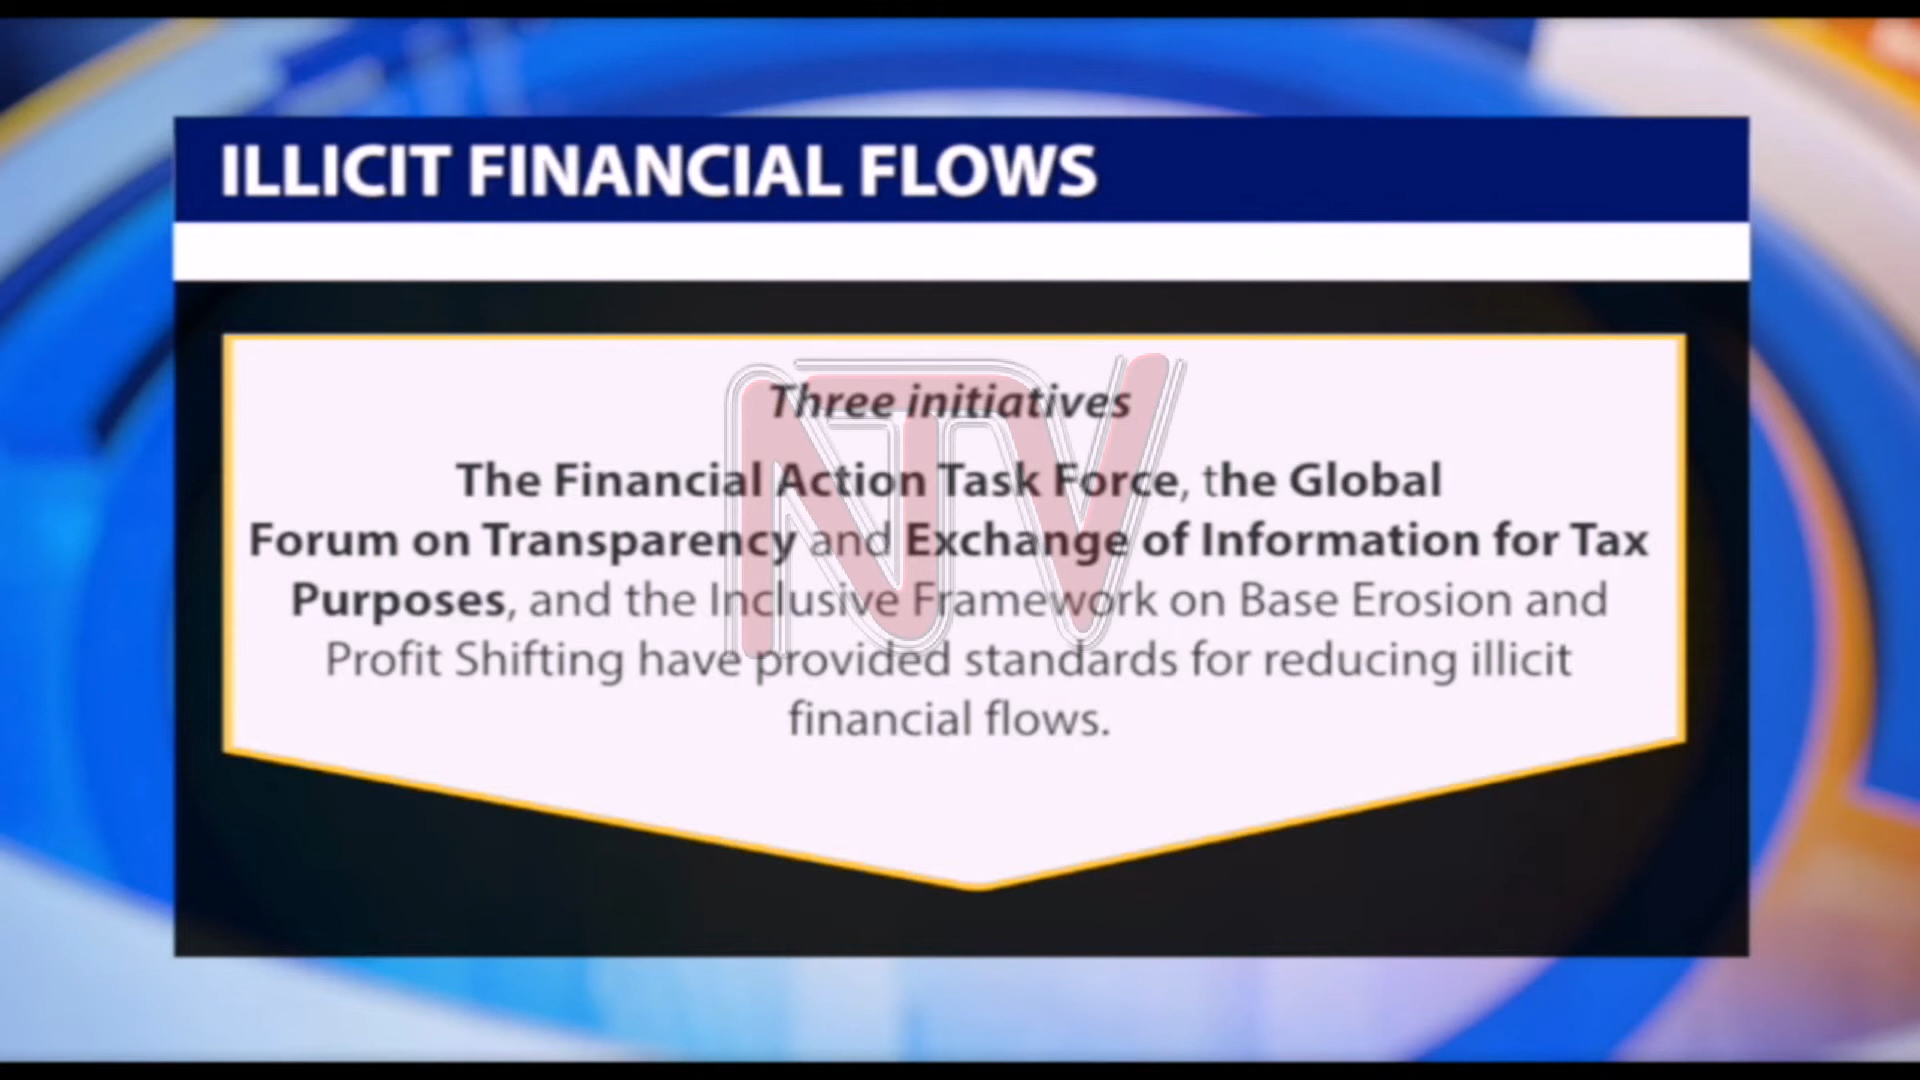 ILLICIT FINANCIAL FLOWS
Three initiatives
The Financial Action Task Force, the Global
Forum on Transparency and Exchange of Information for Tax
Purposes, and the Inclusive Framework on Base Erosion and
Profit Shifting have provided standards for reducing illicit
financial flows.
NTV